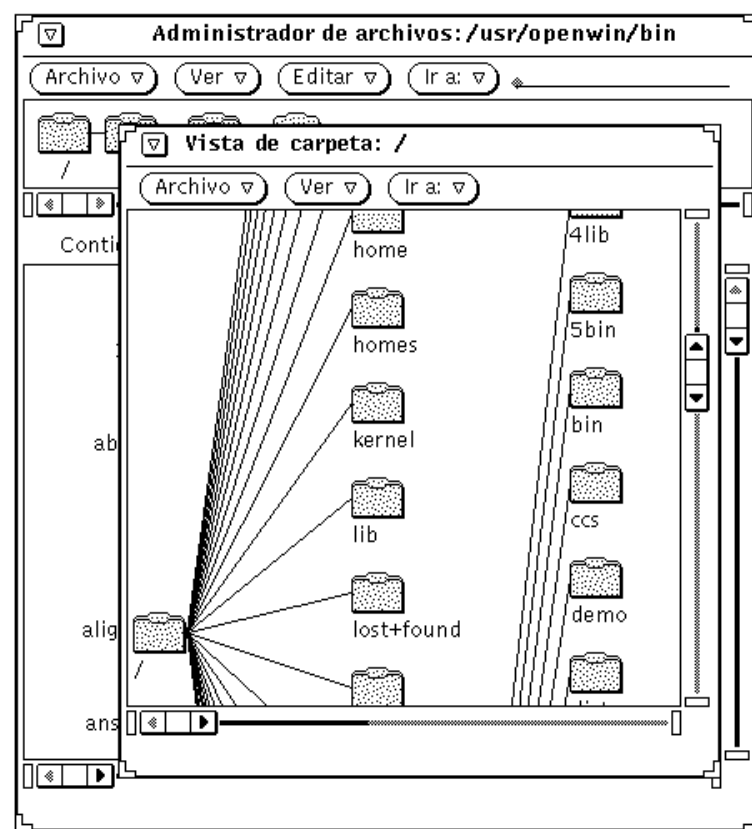 Administrador de archivos:/usr/openwin/bin
Archivo Ver Editar Ir a:
/
Vista de carpeta: /
Archivo Ver Ir a:
Conti
home
4lib
homes
5bin
ab
kernel
bin
lib
ccs
alig
lost+found
demo
/
ans